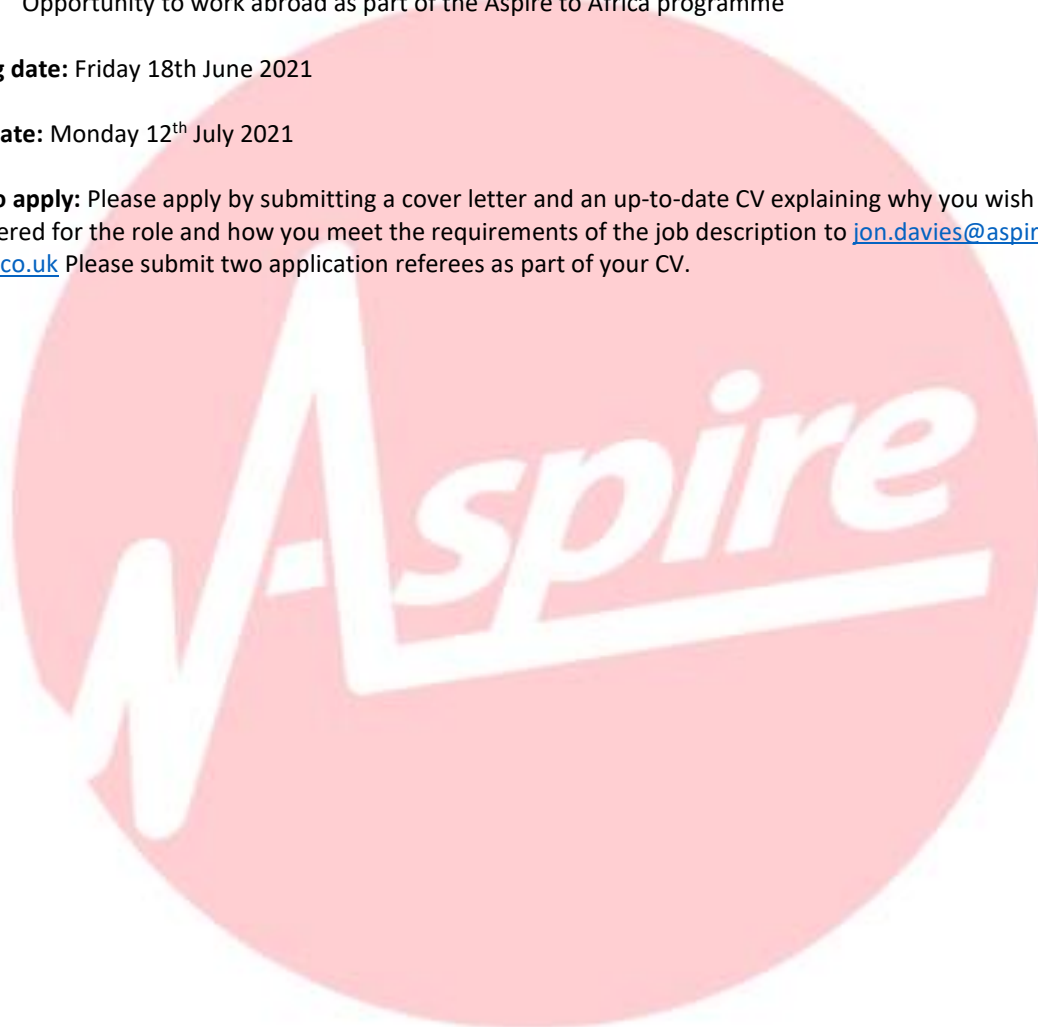 Opportunity to work abroad as part of the Aspire to Africa programme
g date: Friday 18th June 2021
ate: Monday 12th July 2021
o apply: Please apply by submitting a cover letter and an up-to-date CV explaining why you wish
ered for the role and how you meet the requirements of the job description to jon.davies@aspir
.co.uk Please submit two application referees as part of your CV.
Aspire